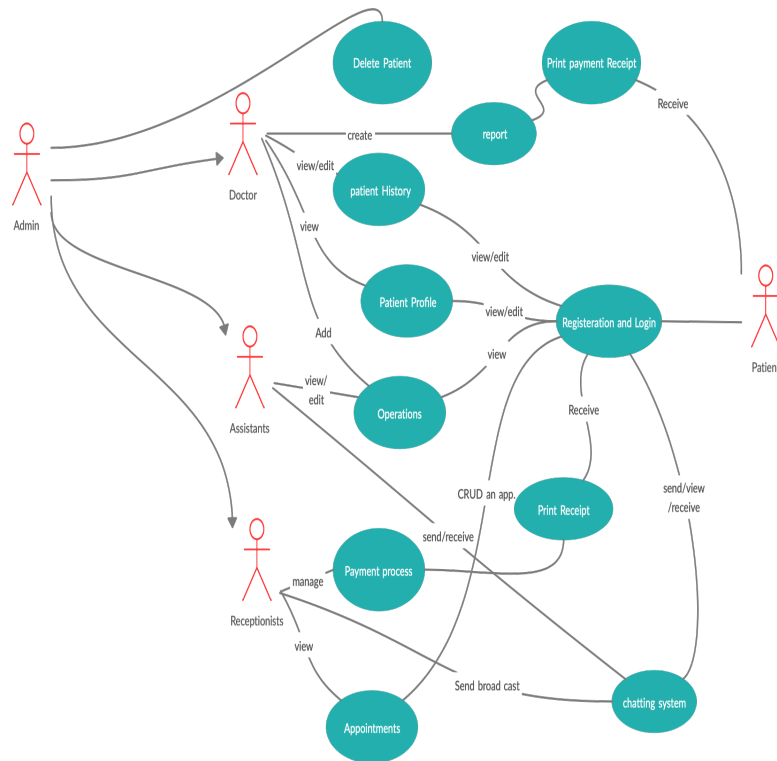 Delete Patient
Print payment Receipt
Receive
create
report
view/edit
Doctor
patient History
Admin
view
view/edit
Patient Profile
view/edit
Registeration and Login
Add
view
Patien
view/
edit
Operations
Assistants
Receive
CRUD an app.
send/view
/receive
Print Receipt
send/receive
Payment process
manage
Receptionists
view
Send broad cast
chatting system
Appointments